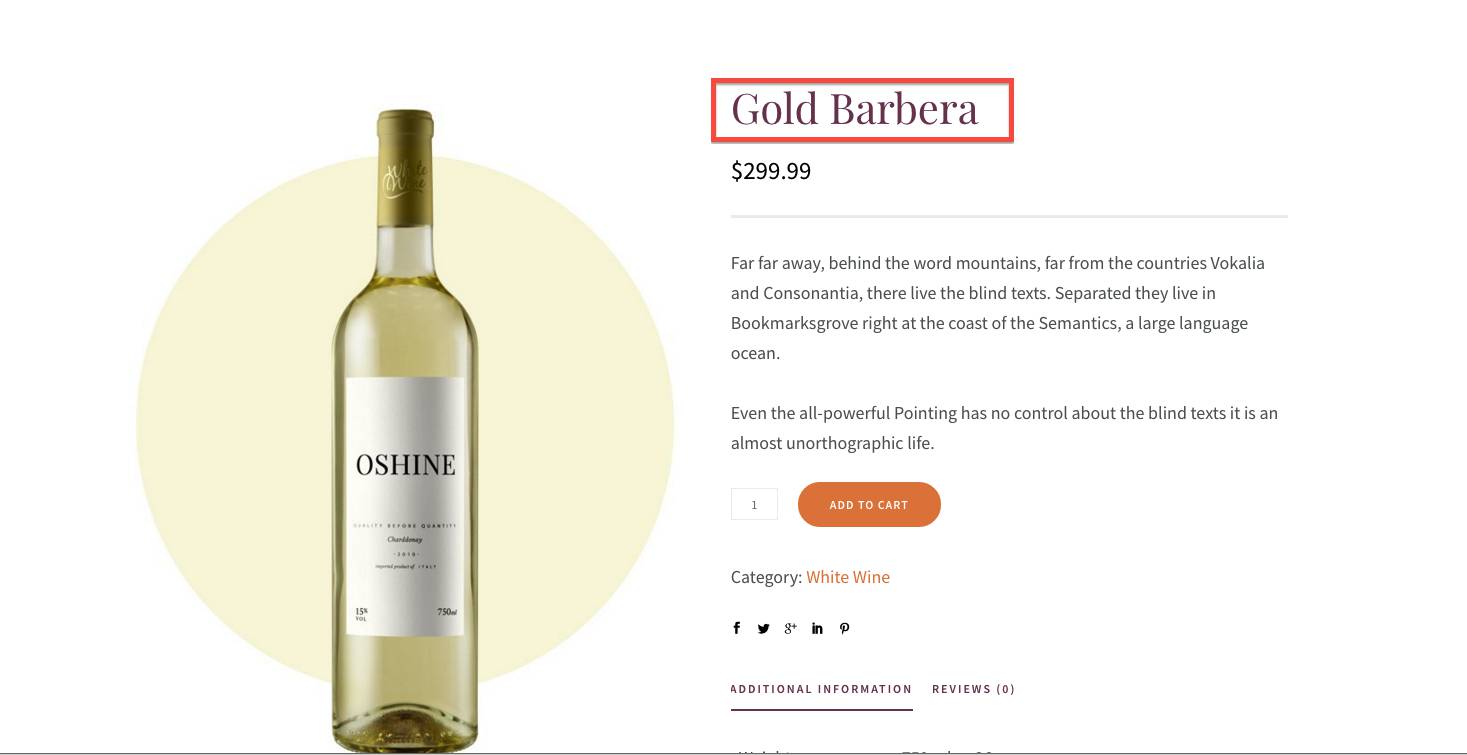 Gold Barbera
$299.99
White
Wine
Far far away, behind the word mountains, far from the countries Vokalia
and Consonantia, there live the blind texts. Separated they live in
Bookmarksgrove right at the coast of the Semantics, a large language
ocean.
Even the all-powerful Pointing has no control about the blind texts it is an
almost unorthographic life.
OSHINE
QUALITY BEFORE QUANTITY
Chardonnay
-2010-
imported product of ITALY
15%
VOL
750ml
1
ADD TO CART
Category: White Wine
ADDITIONAL INFORMATION
REVIEWS (0)